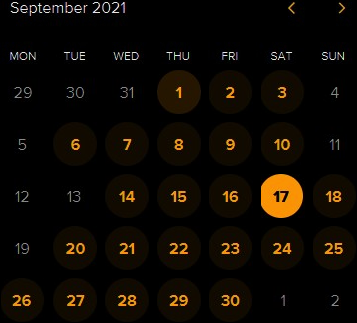 September 2021
MON TUE WED THU FRI SAT SUN
29 30 31 1 2 3 4
5 6 7 8 9 10 11
12 13 14 15 16 17 18
19 20 21 22 23 24 25
26 27 28 29 30 1 2